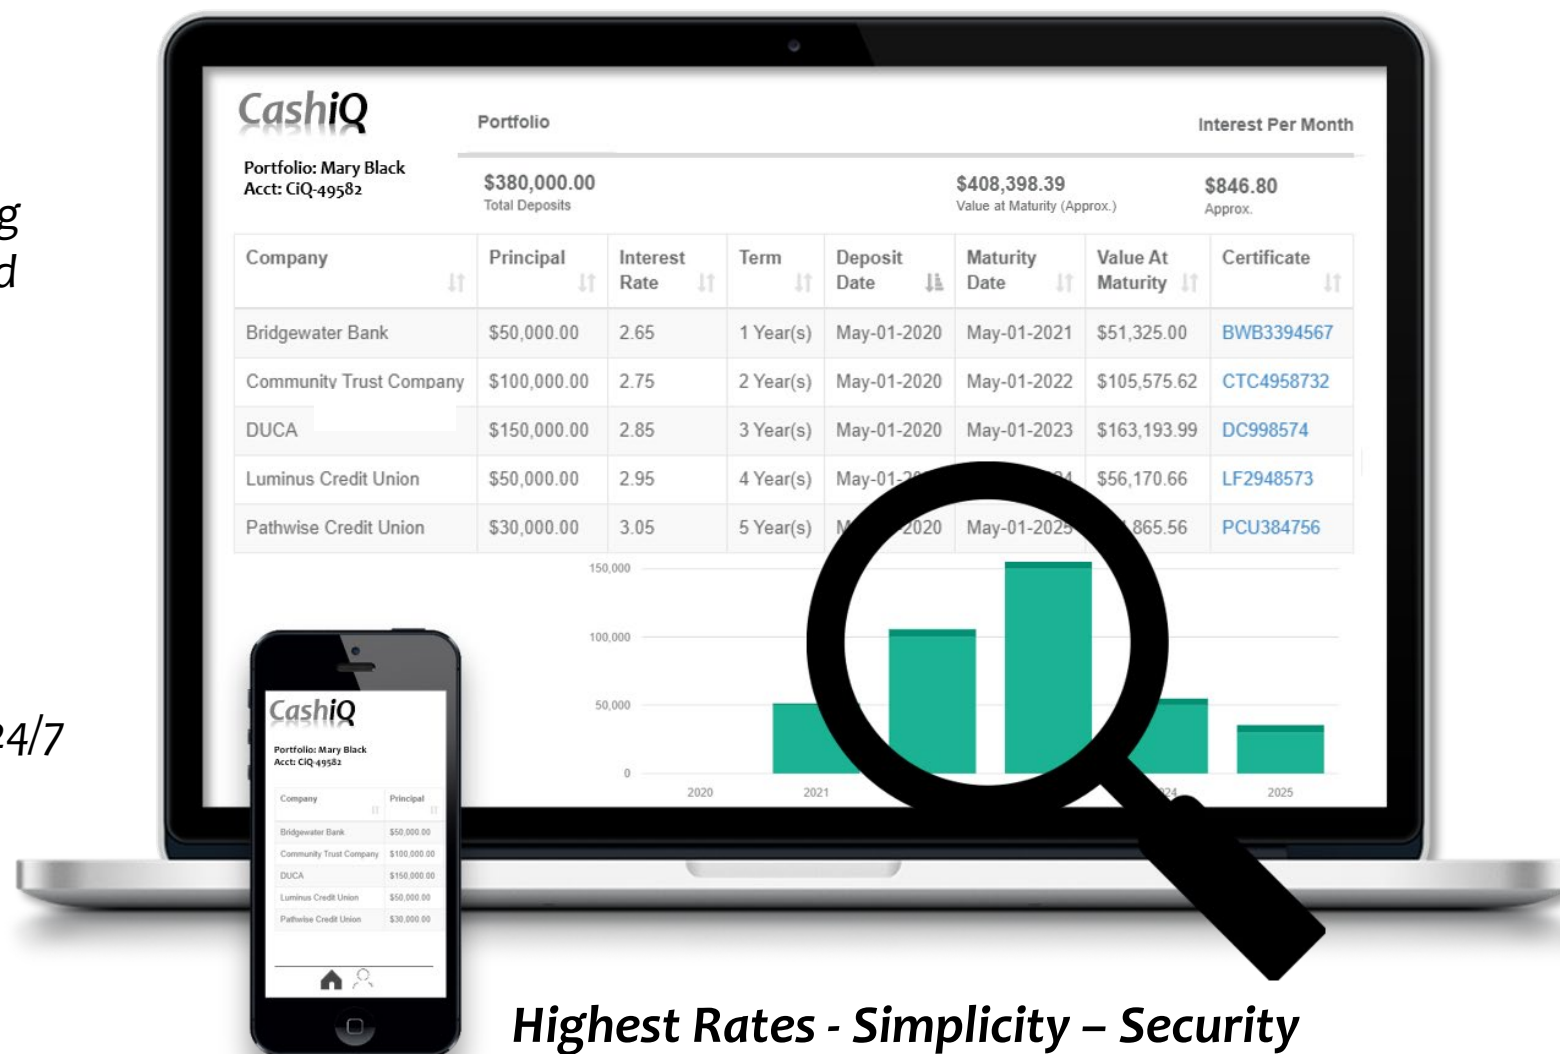 g
d
24/7
CashiQ
Portfolio: Mary Black
Acct: CiQ-49582
Portfolio Interest Per Month
$380,000.00 $408,398.39 $846.80
Total Deposits Value at Maturity (Approx.) Approx.
Company Principal Interest Rate Term Deposit Date Maturity Date Value At Maturity Certificate
Bridgewater Bank $50,000.00 2.65 1 Year(s) May-01-2020 May-01-2021 $51,325.00 BWB3394567
Community Trust Company $100,000.00 2.75 2 Year(s) May-01-2020 May-01-2022 $105,575.62 CTC4958732
DUCA $150,000.00 2.85 3 Year(s) May-01-2020 May-01-2023 $163,193.99 DC998574
Luminus Credit Union $50,000.00 2.95 4 Year(s) May-01- $56,170.66 LF2948573
Pathwise Credit Union $30,000.00 3.05 5 Year(s) 2020 May-01-2025 865.56 PCU384756
150,000
100,000
50,000
0
2020 2021 24 2025
CashiQ
Portfolio: Mary Black
Acct: CiQ-49582
Company Principal
Bridgewater Bank $50,000.00
Community Trust Company $100,000.00
DUCA $150,000.00
Luminus Credit Union $50,000.00
Pathwise Credit Union $30,000.00
Highest Rates - Simplicity – Security